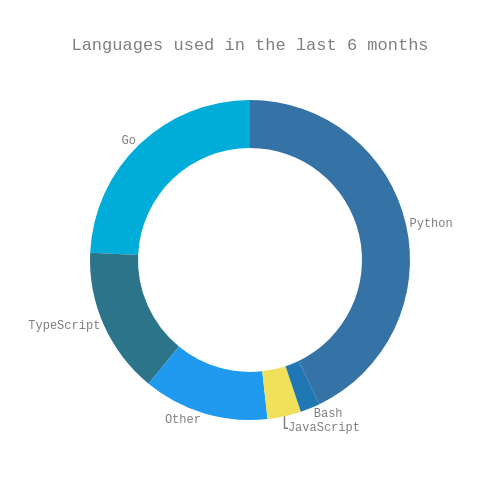 Languages used in the last 6 months
Go
Python
TypeScript
Other
Bash
JavaScript